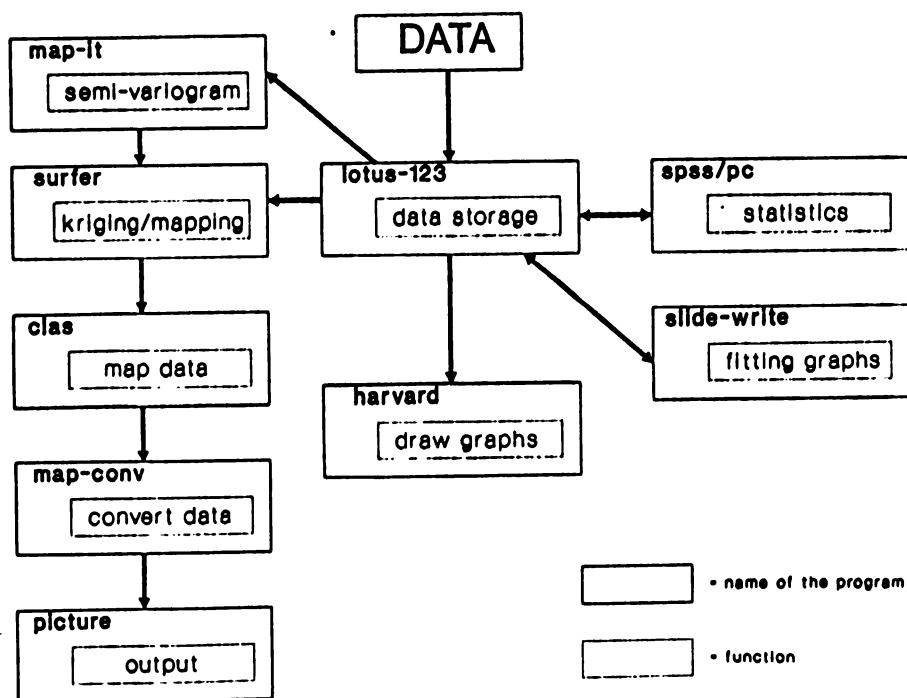 DATA
map-it
semi-variogram
surfer
kriging/mapping
lotus-123
data storage
spss/pc
statistics
clas
map data
slide-write
fitting graphs
harvard
draw graphs
map-conv
convert data
picture
output
• name of the program
• function